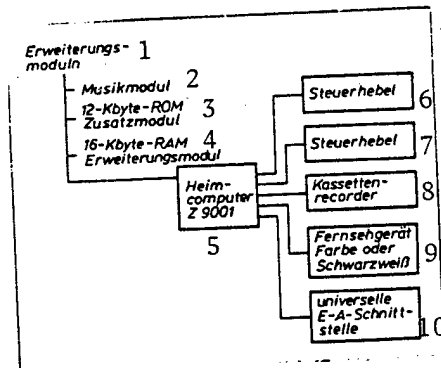 Erweiterungs- 1
moduln
Musikmodul 2
12-Kbyte-ROM 3
Zusatzmodul
16-Kbyte-RAM 4
Erweiterungsmodul
Heim-
computer
Z 9001
5
Steuerhebel 6
Steuerhebel 7
Kassetten- 8
recorder
Fernsehgerät
Farbe oder 9
Schwarzweiß
universelle
E-A-Schnitt-
stelle 10